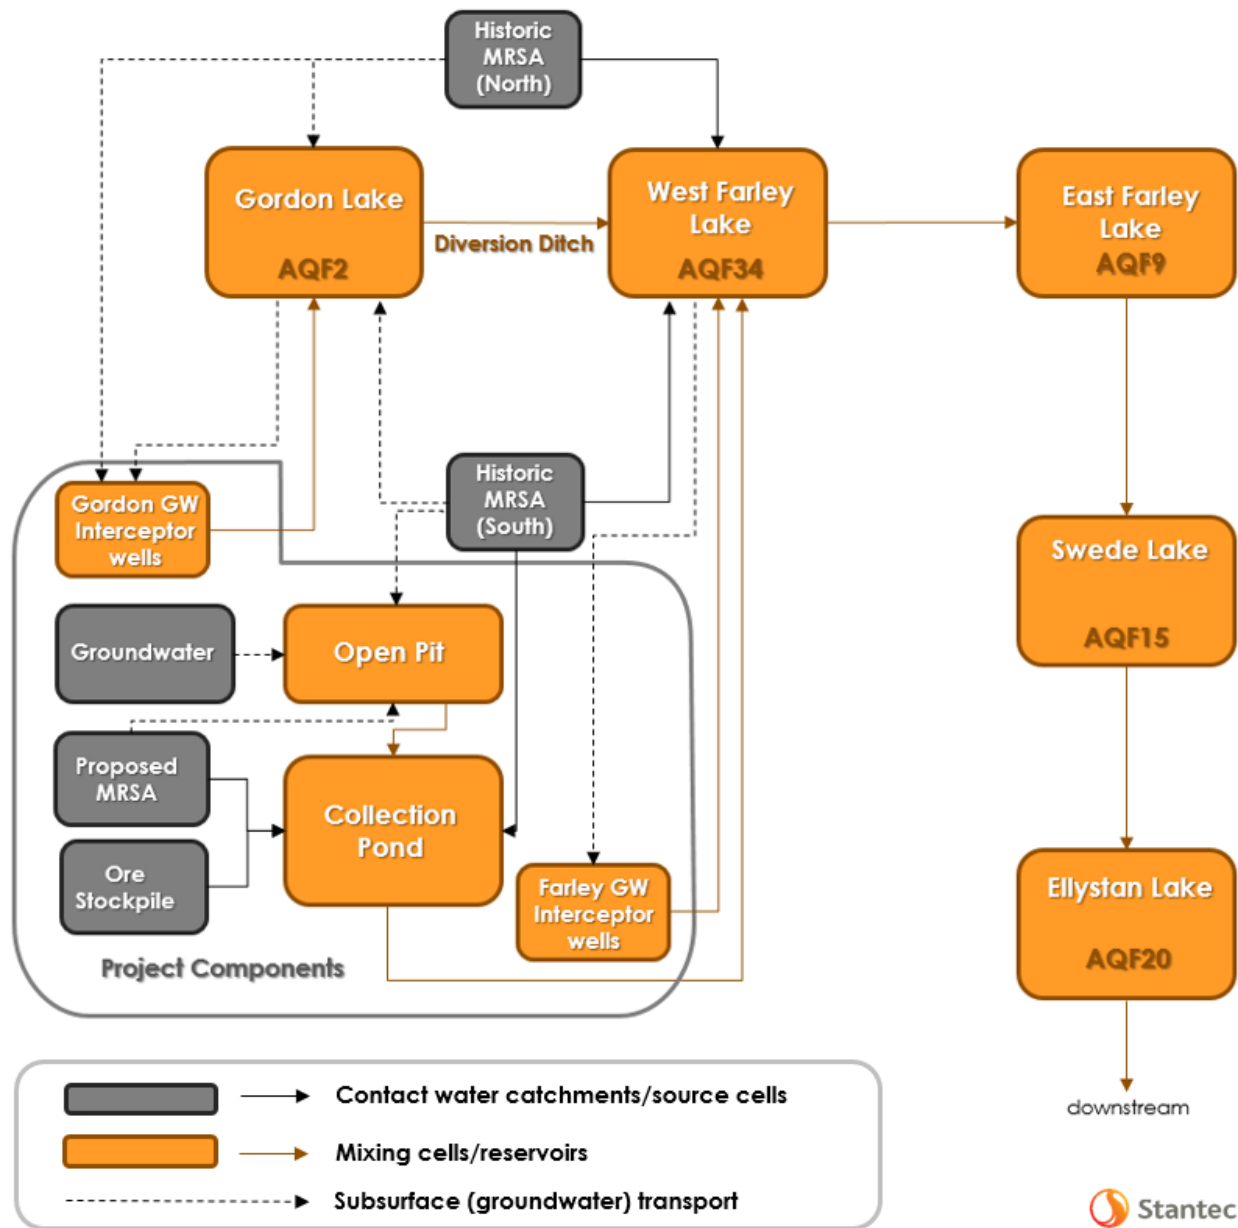 Historic
MRSA
(North)
Gordon Lake
AQF2
Diversion Ditch
West Farley
Lake
AQF34
East Farley
Lake
AQF9
Historic
MRSA
(South)
Gordon GW
Interceptor
wells
Groundwater
Open Pit
Swede Lake
AQF15
Proposed
MRSA
Ore
Stockpile
Collection
Pond
Farley GW
Interceptor
wells
Ellystan Lake
AQF20
Project Components
downstream
Contact water catchments/source cells
Mixing cells/reservoirs
Subsurface (groundwater) transport
Stantec